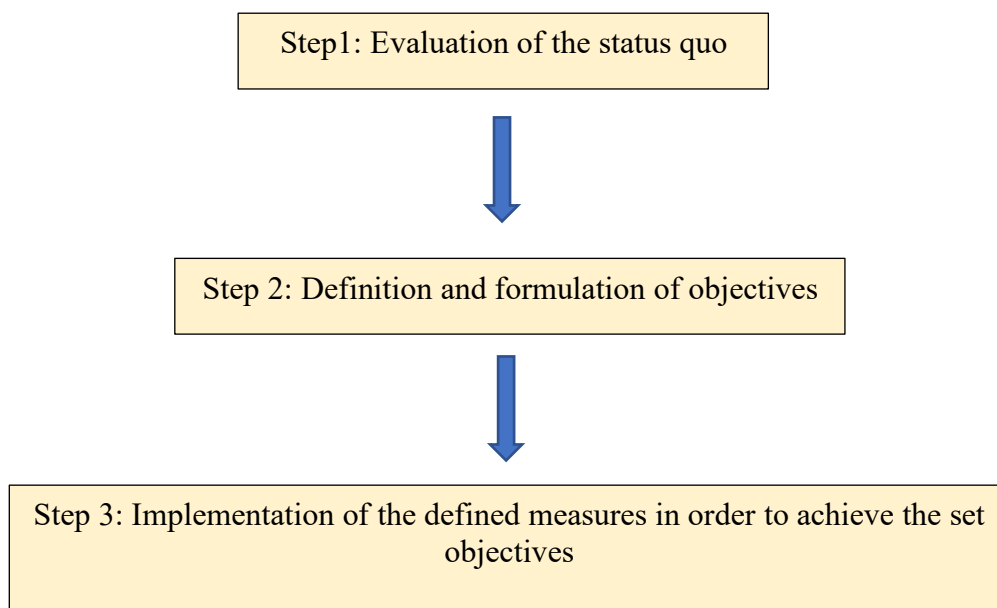 Step1: Evaluation of the status quo
Step 2: Definition and formulation of objectives
Step 3: Implementation of the defined measures in order to achieve the set
objectives